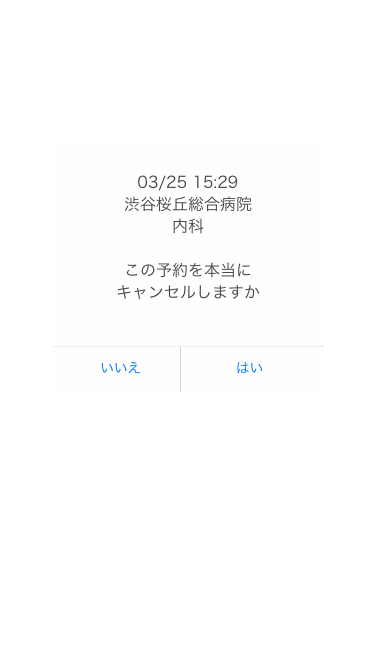 03/25 15:29
渋谷桜丘総合病院
内科
この予約を本当に
キャンセルしますか
いいえ
はい